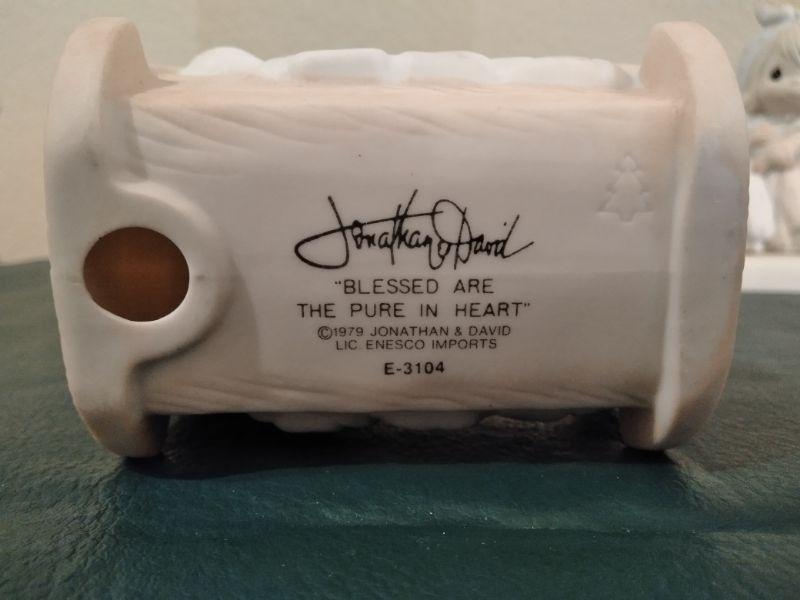 Jonathan & David
"BLESSED ARE
THE PURE IN HEART"
©1979 JONATHAN & DAVID
LIC. ENESCO IMPORTS
E-3104